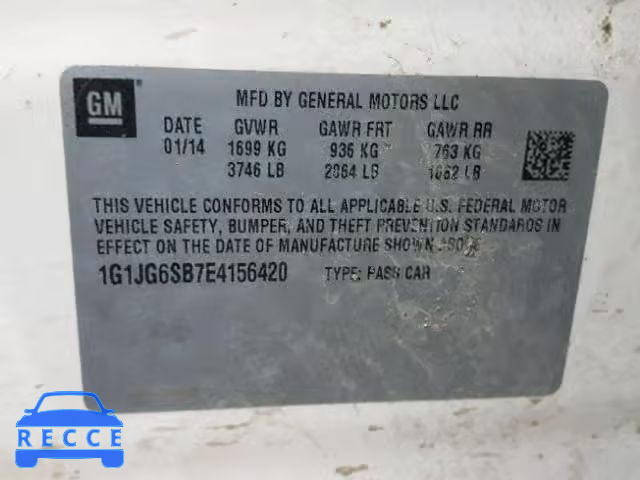 GM
MFD BY GENERAL MOTORS LLC
DATE GVWR GAWR FRT GAWR RR
01/14 1699 KG 936 KG 763 KG
3746 LB 2064 LB 1682 LB
THIS VEHICLE CONFORMS TO ALL APPLICABLE U.S. FEDERAL MOTOR
VEHICLE SAFETY, BUMPER, AND THEFT PREVENTION STANDARDS IN
EFFECT ON THE DATE OF MANUFACTURE SHOWN ABOVE
1G1JG6SB7E4156420 TYPE: PASS CAR
RECCE